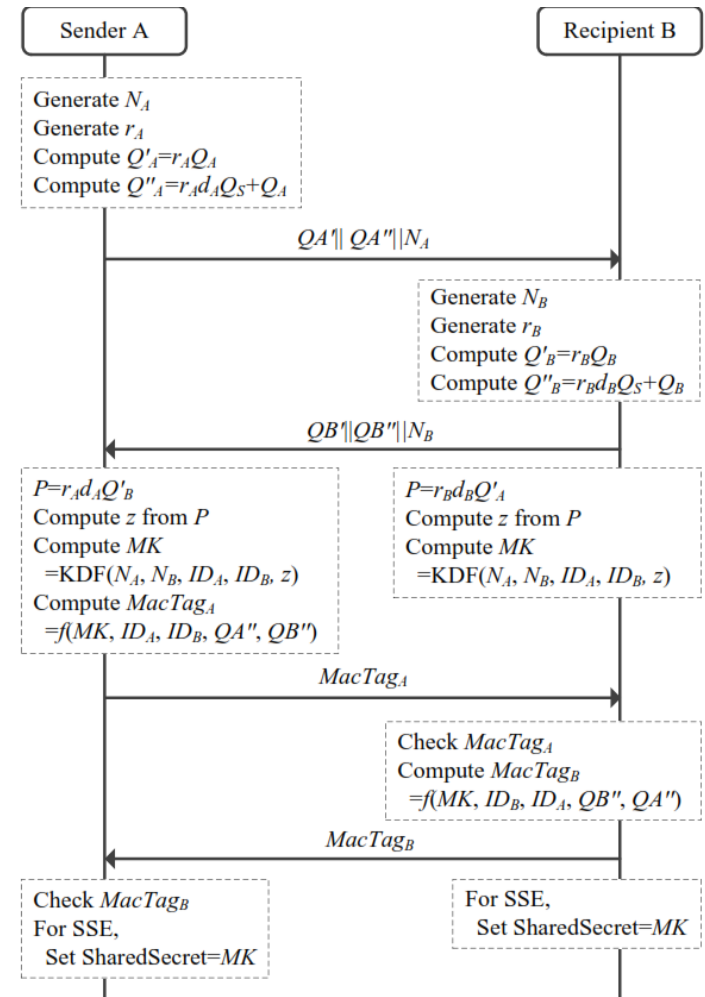 Sender A
Recipient B
Generate N_A
Generate r_A
Compute Q'_A=r_AQ_A
Compute Q"_A=r_Ad_AQ_S+Q_A
QA'|| QA"||N_A
Generate N_B
Generate r_B
Compute Q'_B=r_BQ_B
Compute Q"_B=r_Bd_BQ_S+Q_B
QB'||QB"||N_B
P=r_Ad_AQ'_B
Compute z from P
Compute MK
=KDF(N_A, N_B, ID_A, ID_B, z)
Compute MacTag_A
=f(MK, ID_A, ID_B, QA", QB")
P=r_Bd_BQ'_A
Compute z from P
Compute MK
=KDF(N_A, N_B, ID_A, ID_B, z)
MacTag_A
Check MacTag_A
Compute MacTag_B
=f(MK, ID_B, ID_A, QB", QA")
MacTag_B
Check MacTag_B
For SSE,
Set SharedSecret=MK
For SSE,
Set SharedSecret=MK